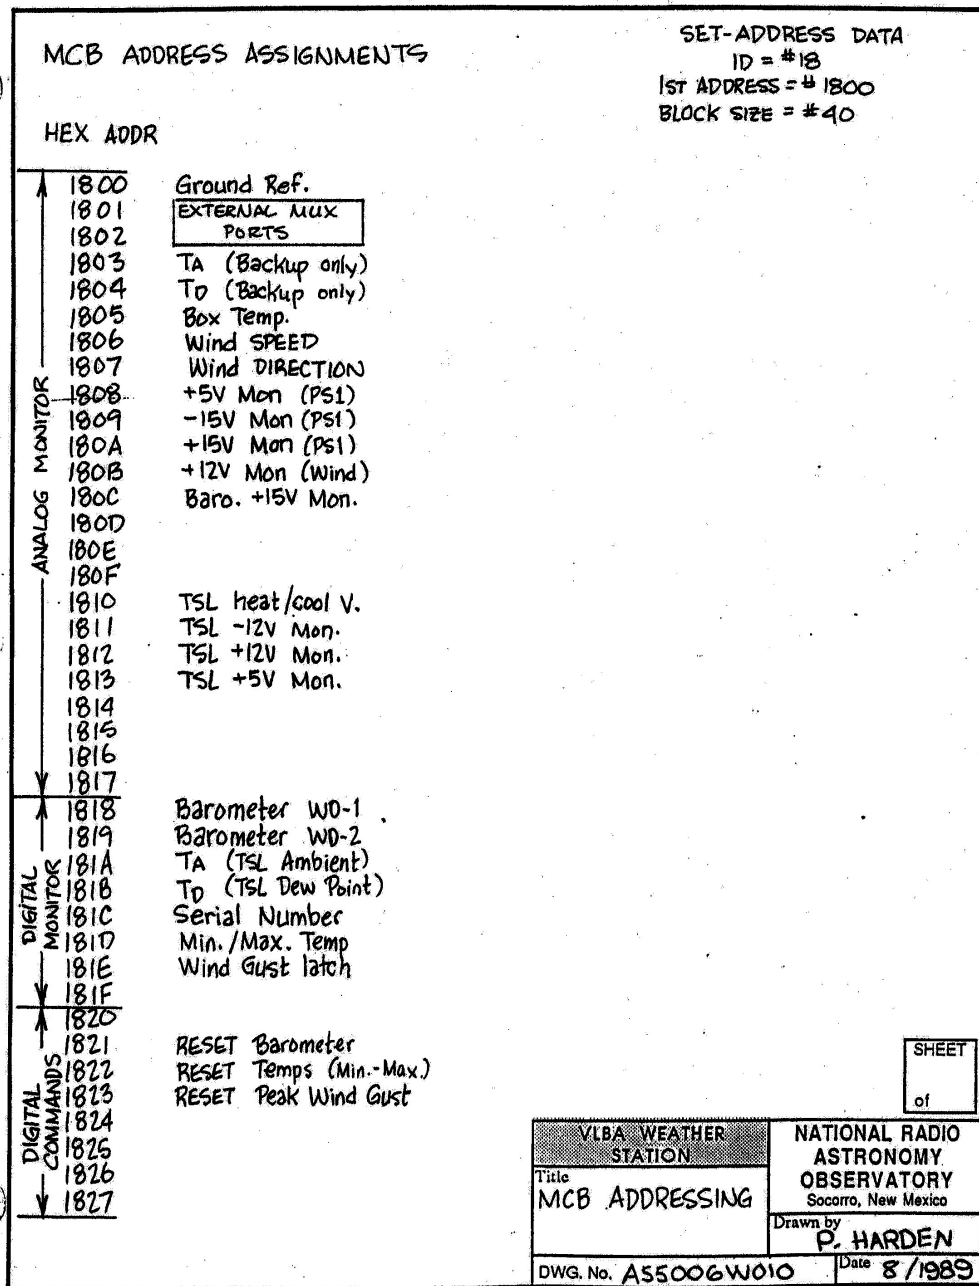 MCB ADDRESS ASSIGNMENTS
SET-ADDRESS DATA
ID = #18
1ST ADDRESS = # 1800
BLOCK SIZE = #40
HEX ADDR
ANALOG MONITOR
1800 Ground Ref.
1801 EXTERNAL MUX
1802 PORTS
1803 TA (Backup only)
1804 TD (Backup only)
1805 Box Temp.
1806 Wind SPEED
1807 Wind DIRECTION
1808 +5V Mon (PS1)
1809 -15V Mon (PS1)
180A +15V Mon (PS1)
180B +12V Mon (Wind)
180C Baro. +15V Mon.
180D
180E
180F
1810 TSL heat/cool V.
1811 TSL -12V Mon.
1812 TSL +12V Mon.
1813 TSL +5V Mon.
1814
1815
1816
1817
DIGITAL
MONITOR
1818 Barometer WD-1
1819 Barometer WD-2
181A TA (TSL Ambient)
181B TD (TSL Dew Point)
181C Serial Number
181D Min./Max. Temp
181E Wind Gust latch
181F
DIGITAL
COMMANDS
1820
1821 RESET Barometer
1822 RESET Temps (Min.-Max.)
1823 RESET Peak Wind Gust
1824
1825
1826
1827
SHEET
of
VLBA WEATHER
STATION
Title
MCB ADDRESSING
NATIONAL RADIO
ASTRONOMY
OBSERVATORY
Socorro, New Mexico
Drawn by
P. HARDEN
DWG. No. A55006W010
Date 8/1989